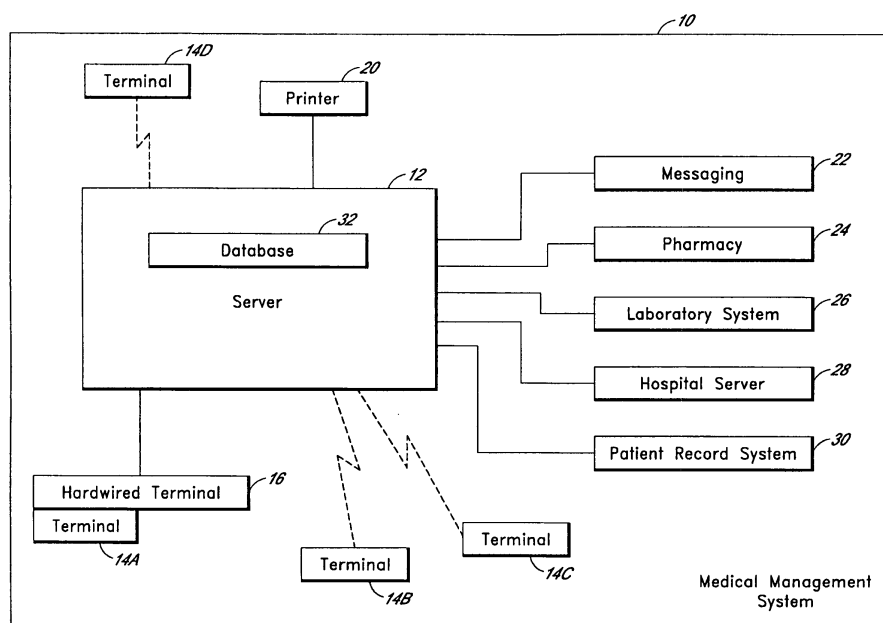 10
14D
Terminal
20
Printer
12
32
Database
Server
Messaging
22
Pharmacy
24
Laboratory System
26
Hospital Server
28
Patient Record System
30
Hardwired Terminal
16
Terminal
14A
Terminal
14B
Terminal
14C
Medical Management
System